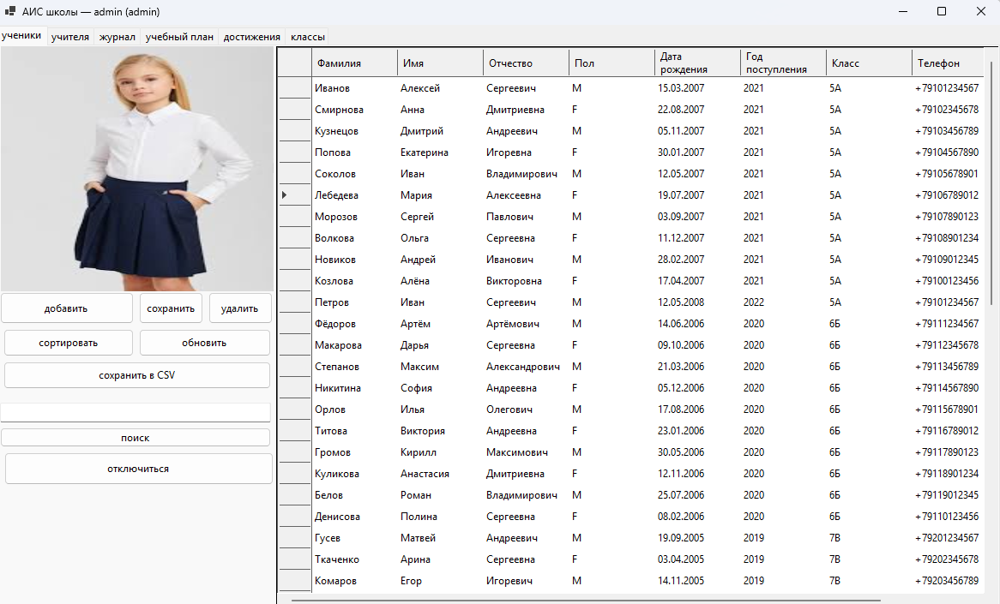 АИС школы — admin (admin)
ученики учителя журнал учебный план достижения классы
добавить сохранить удалить
сортировать обновить
сохранить в CSV
поиск
отключиться
Фамилия Имя Отчество Пол Дата рождения Год поступления Класс Телефон
Иванов Алексей Сергеевич M 15.03.2007 2021 5А +79101234567
Смирнова Анна Дмитриевна F 22.08.2007 2021 5А +79102345678
Кузнецов Дмитрий Андреевич M 05.11.2007 2021 5А +79103456789
Попова Екатерина Игоревна F 30.01.2007 2021 5А +79104567890
Соколов Иван Владимирович M 12.05.2007 2021 5А +79105678901
Лебедева Мария Алексеевна F 19.07.2007 2021 5А +79106789012
Морозов Сергей Павлович M 03.09.2007 2021 5А +79107890123
Волкова Ольга Сергеевна F 11.12.2007 2021 5А +79108901234
Новиков Андрей Иванович M 28.02.2007 2021 5А +79109012345
Козлова Алёна Викторовна F 17.04.2007 2021 5А +79100123456
Петров Иван Сергеевич M 12.05.2008 2022 5А +79101234567
Фёдоров Артём Артёмович M 14.06.2006 2020 6Б +79111234567
Макарова Дарья Сергеевна F 09.10.2006 2020 6Б +79112345678
Степанов Максим Александрович M 21.03.2006 2020 6Б +79113456789
Никитина София Андреевна F 05.12.2006 2020 6Б +79114567890
Орлов Илья Олегович M 17.08.2006 2020 6Б +79115678901
Титова Виктория Андреевна F 23.01.2006 2020 6Б +79116789012
Громов Кирилл Максимович M 30.05.2006 2020 6Б +79117890123
Куликова Анастасия Дмитриевна F 12.11.2006 2020 6Б +79118901234
Белов Роман Владимирович M 25.07.2006 2020 6Б +79119012345
Денисова Полина Сергеевна F 08.02.2006 2020 6Б +79110123456
Гусев Матвей Андреевич M 19.09.2005 2019 7В +79201234567
Ткаченко Арина Сергеевна F 03.04.2005 2019 7В +79202345678
Комаров Егор Игоревич M 14.11.2005 2019 7В +79203456789